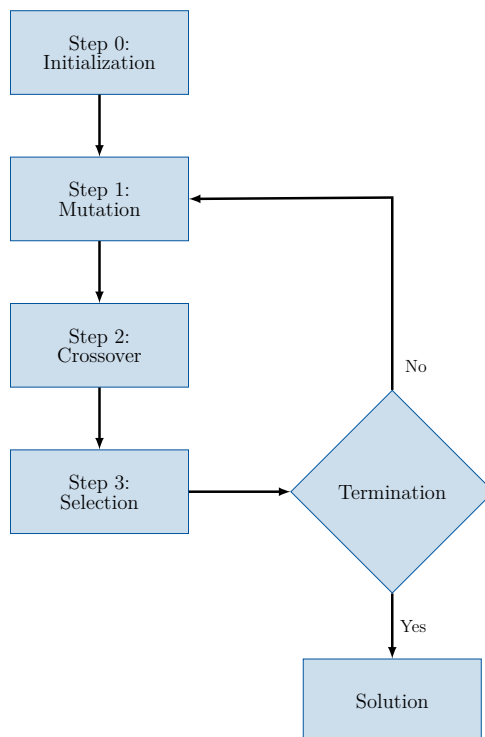 Step 0:
Initialization
Step 1:
Mutation
Step 2:
Crossover
No
Step 3:
Selection
Termination
Yes
Solution